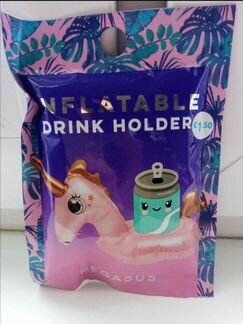 INFLATABLE
DRINK HOLDER
€1.50
PEGASUS